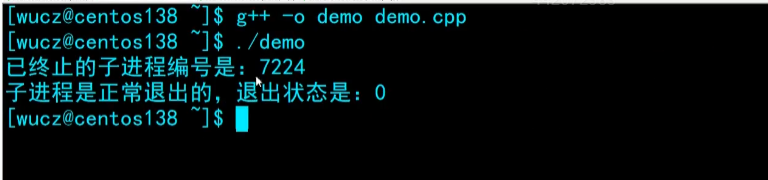 [wucz@centos138 ~]$ g++ -o demo demo.cpp
[wucz@centos138 ~]$ ./demo
已终止的子进程编号是：7224
子进程是正常退出的，退出状态是：0
[wucz@centos138 ~]$